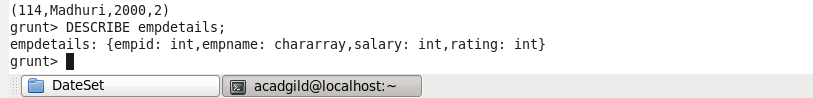 (114,Madhuri,2000,2)
grunt> DESCRIBE empdetails;
empdetails: {empid: int,empname: chararray,salary: int,rating: int}
grunt>
DateSet
acadgild@localhost:~